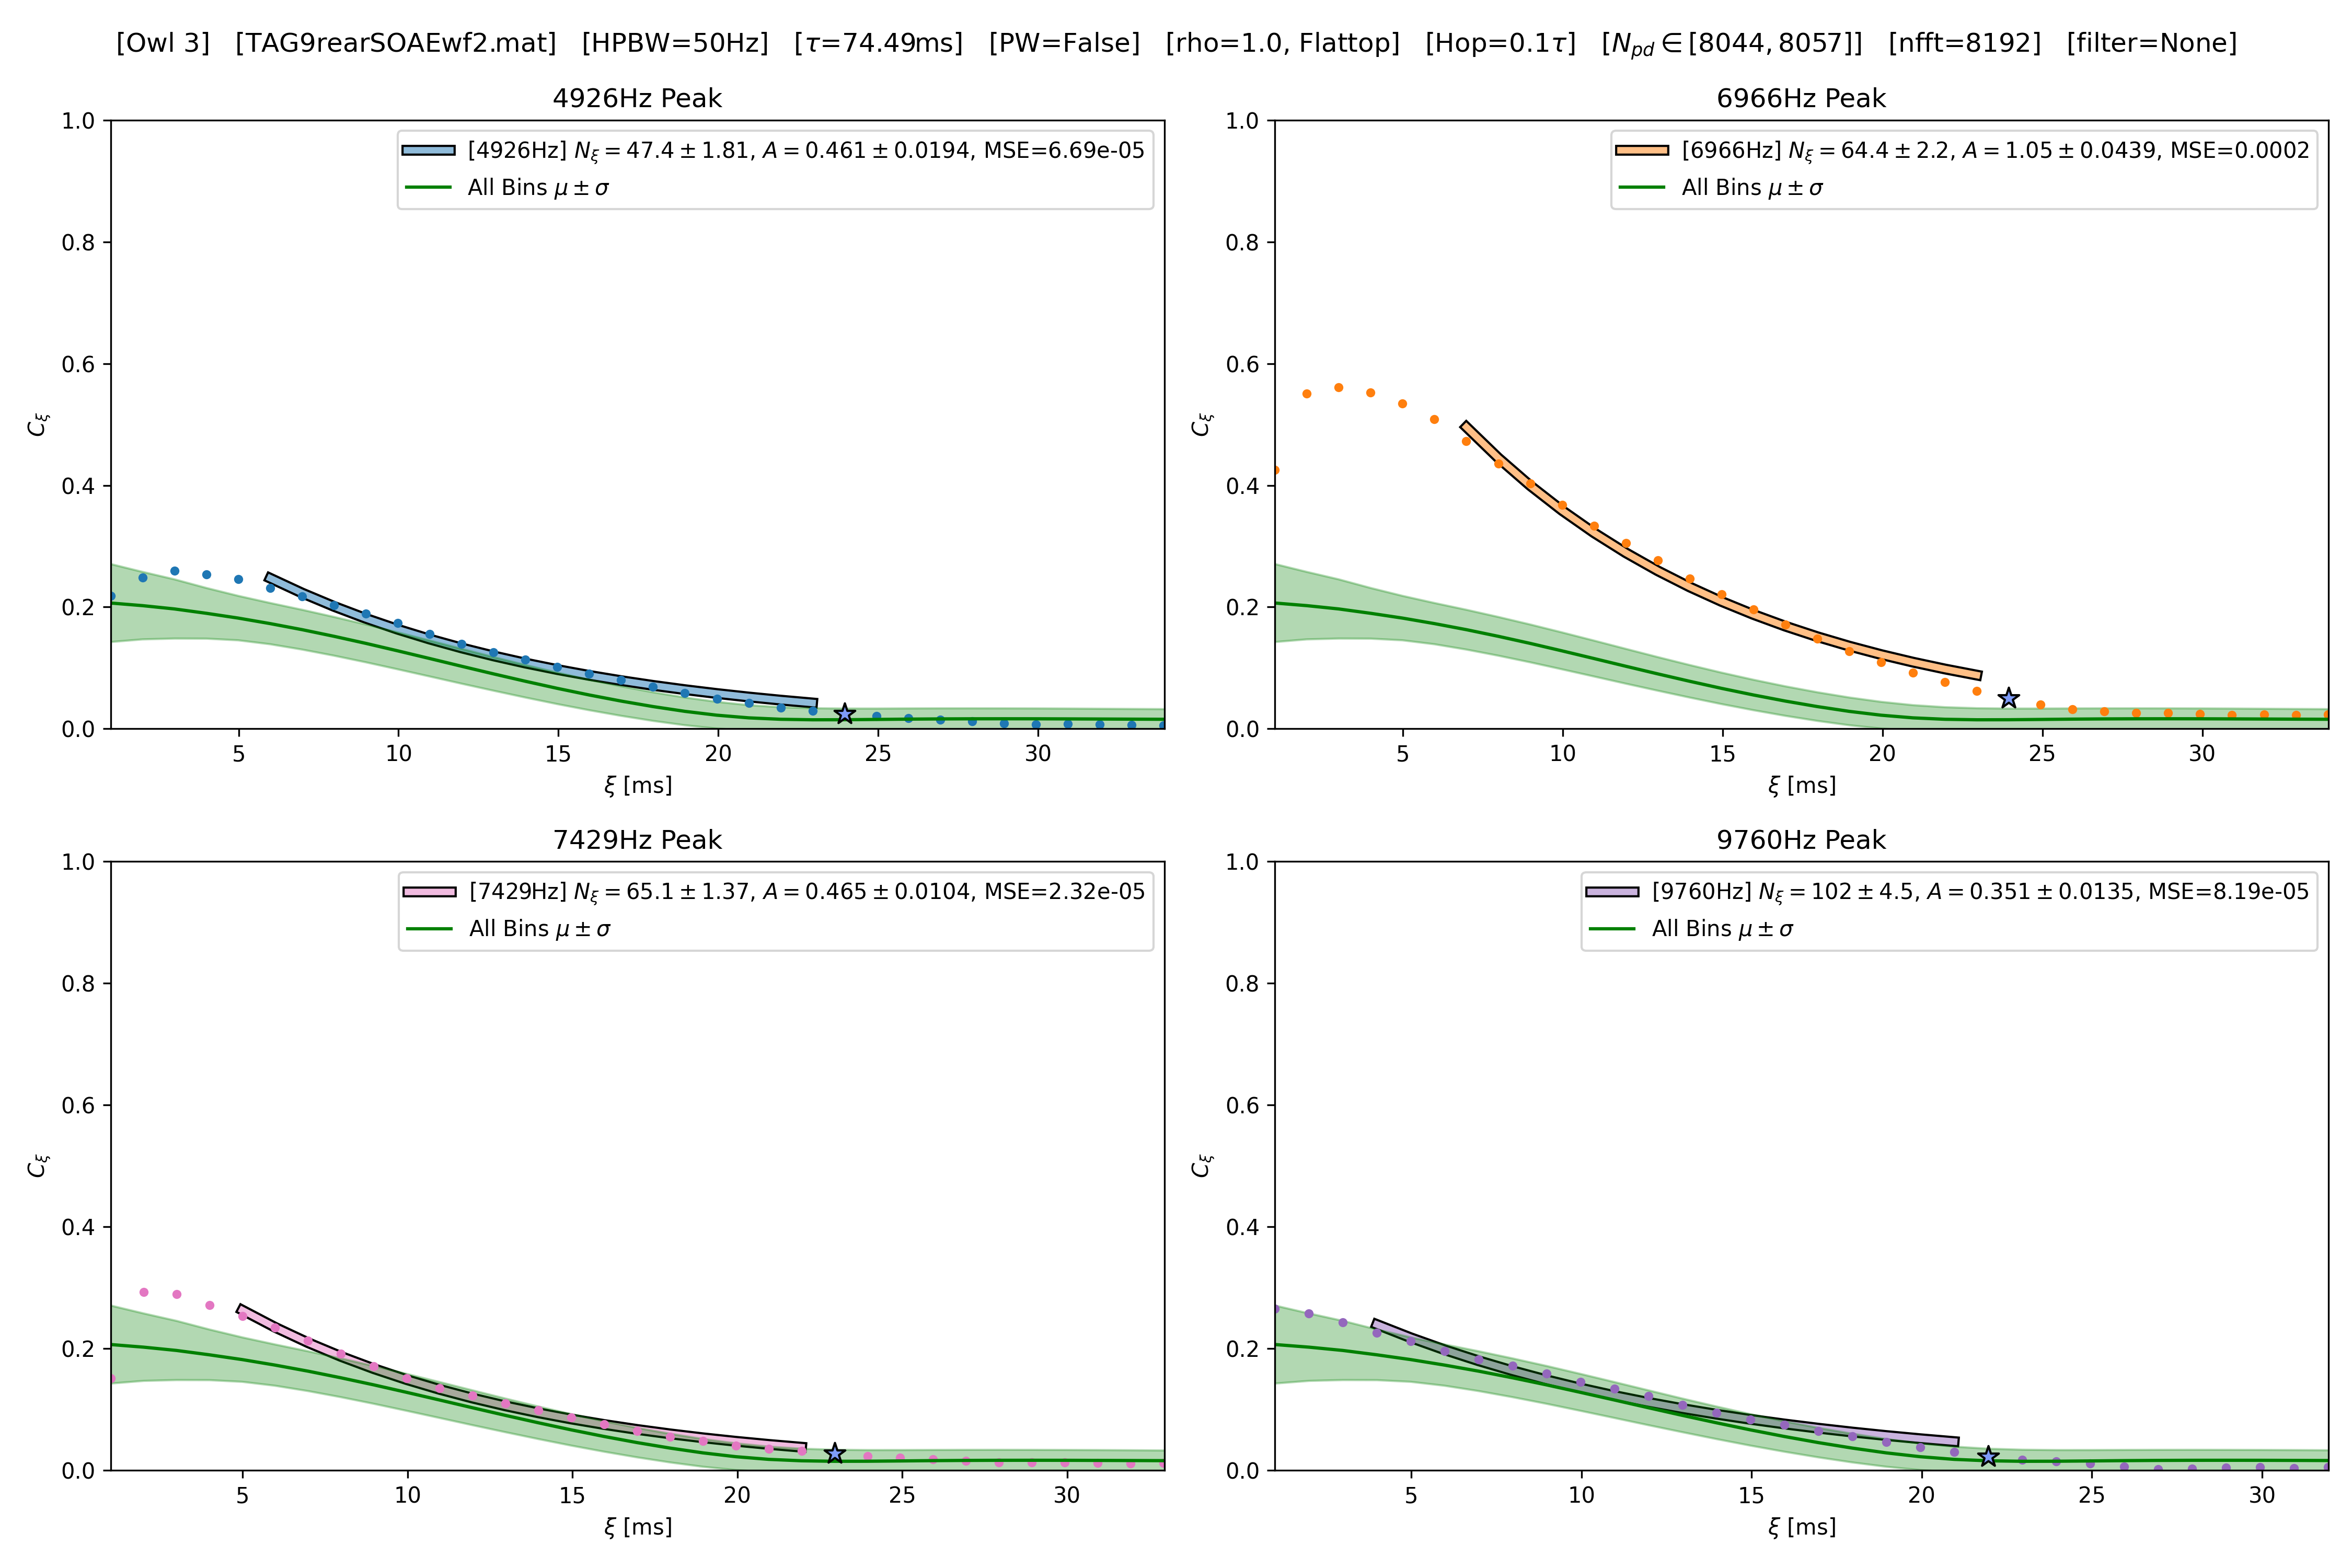 [Owl 3] [TAG9rearSOAEwf2.mat] [HPBW=50Hz] [τ=74.49ms] [PW=False] [rho=1.0, Flattop] [Hop=0.1τ] [N_pd ∈ [8044, 8057]] [nfft=8192] [filter=None]
4926Hz Peak
[4926Hz] N_ξ = 47.4 ± 1.81, A = 0.461 ± 0.0194, MSE=6.69e-05
All Bins μ ± σ
1.0
0.8
0.6
0.4
0.2
0.0
C_ξ
5 10 15 20 25 30
ξ [ms]
6966Hz Peak
[6966Hz] N_ξ = 64.4 ± 2.2, A = 1.05 ± 0.0439, MSE=0.0002
All Bins μ ± σ
1.0
0.8
0.6
0.4
0.2
0.0
C_ξ
5 10 15 20 25 30
ξ [ms]
7429Hz Peak
[7429Hz] N_ξ = 65.1 ± 1.37, A = 0.465 ± 0.0104, MSE=2.32e-05
All Bins μ ± σ
1.0
0.8
0.6
0.4
0.2
0.0
C_ξ
5 10 15 20 25 30
ξ [ms]
9760Hz Peak
[9760Hz] N_ξ = 102 ± 4.5, A = 0.351 ± 0.0135, MSE=8.19e-05
All Bins μ ± σ
1.0
0.8
0.6
0.4
0.2
0.0
C_ξ
5 10 15 20 25 30
ξ [ms]